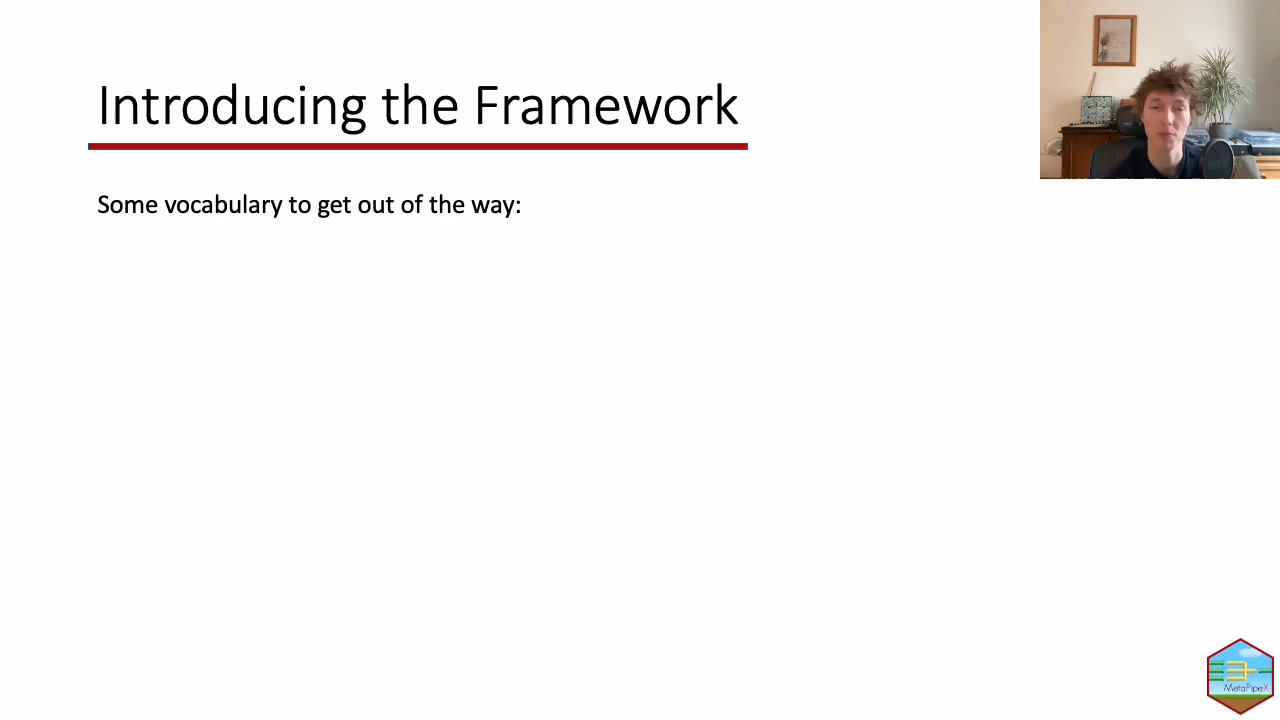 Introducing the Framework
Some vocabulary to get out of the way:
MetaPipeX